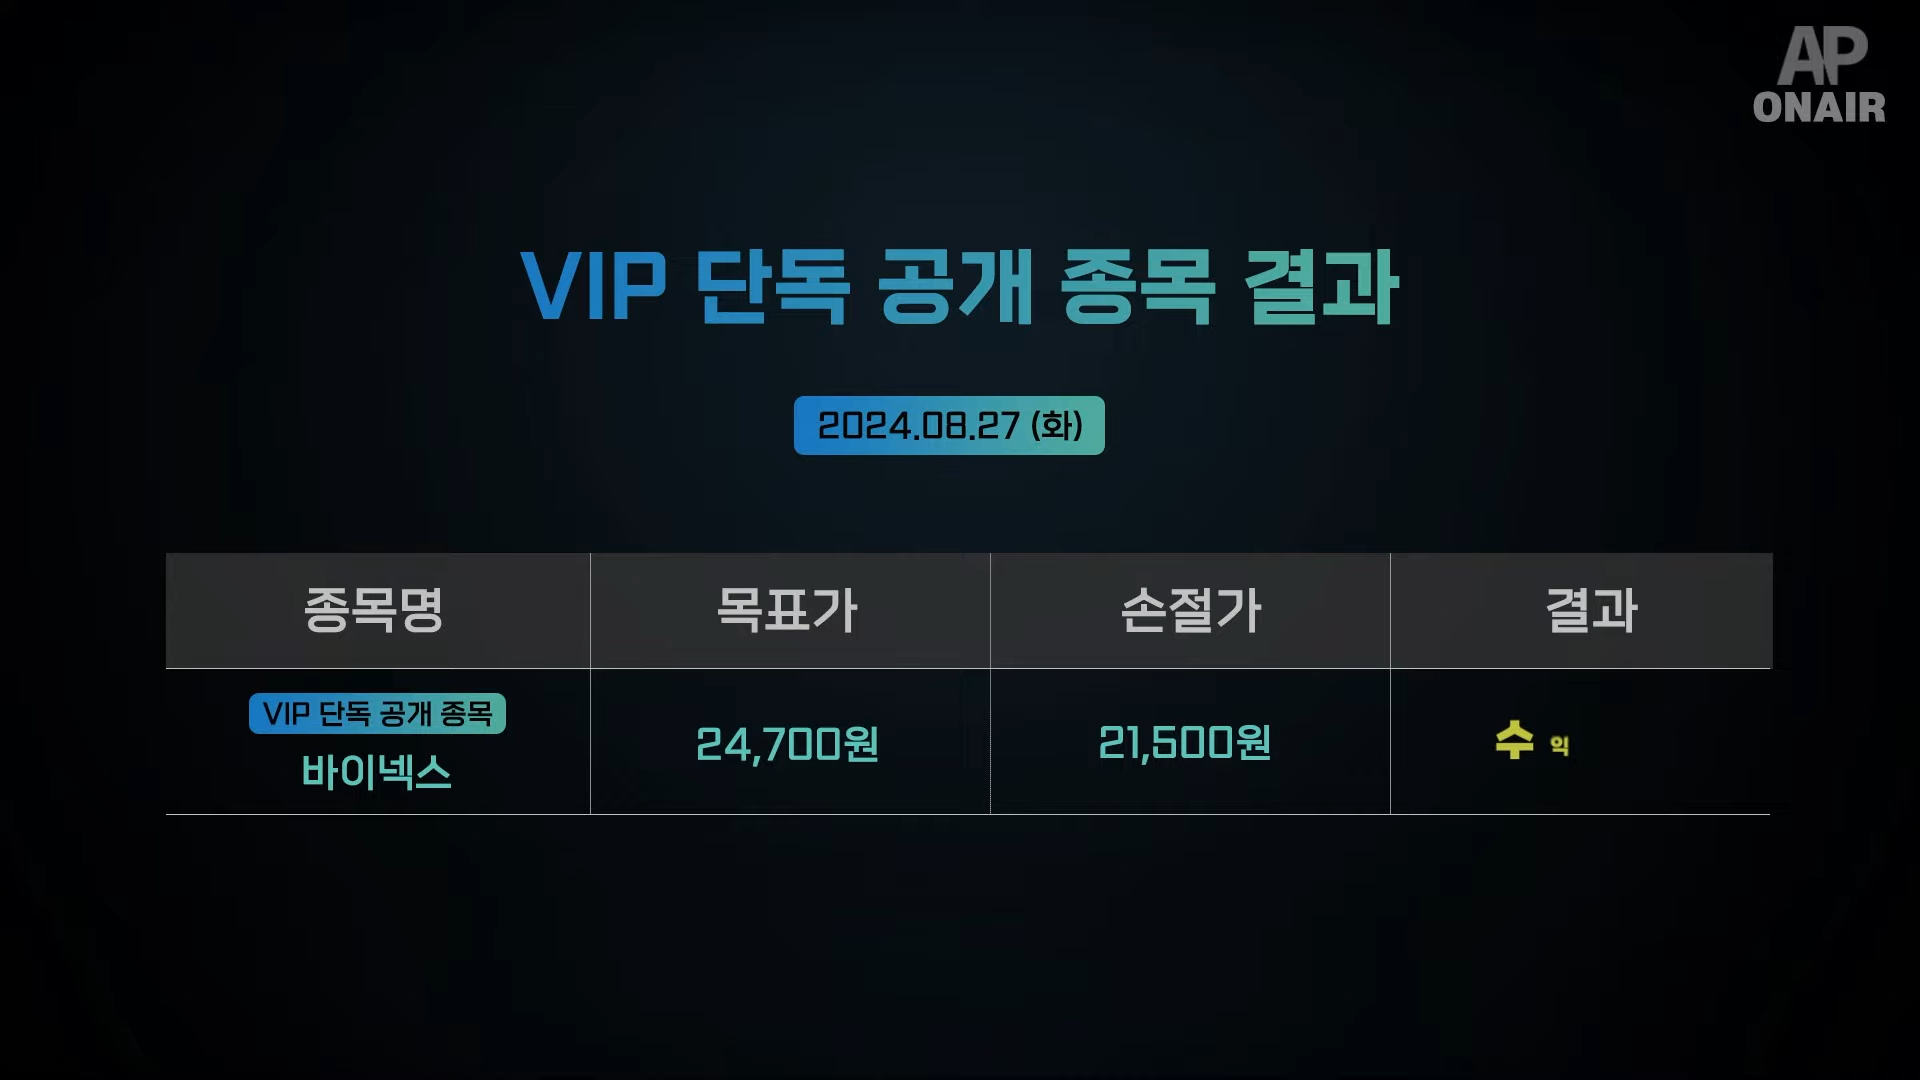 AP
ONAIR
VIP 단독 공개 종목 결과
2024.08.27 (화)
종목명 목표가 손절가 결과
VIP 단독 공개 종목
바이넥스 24,700원 21,500원 수익